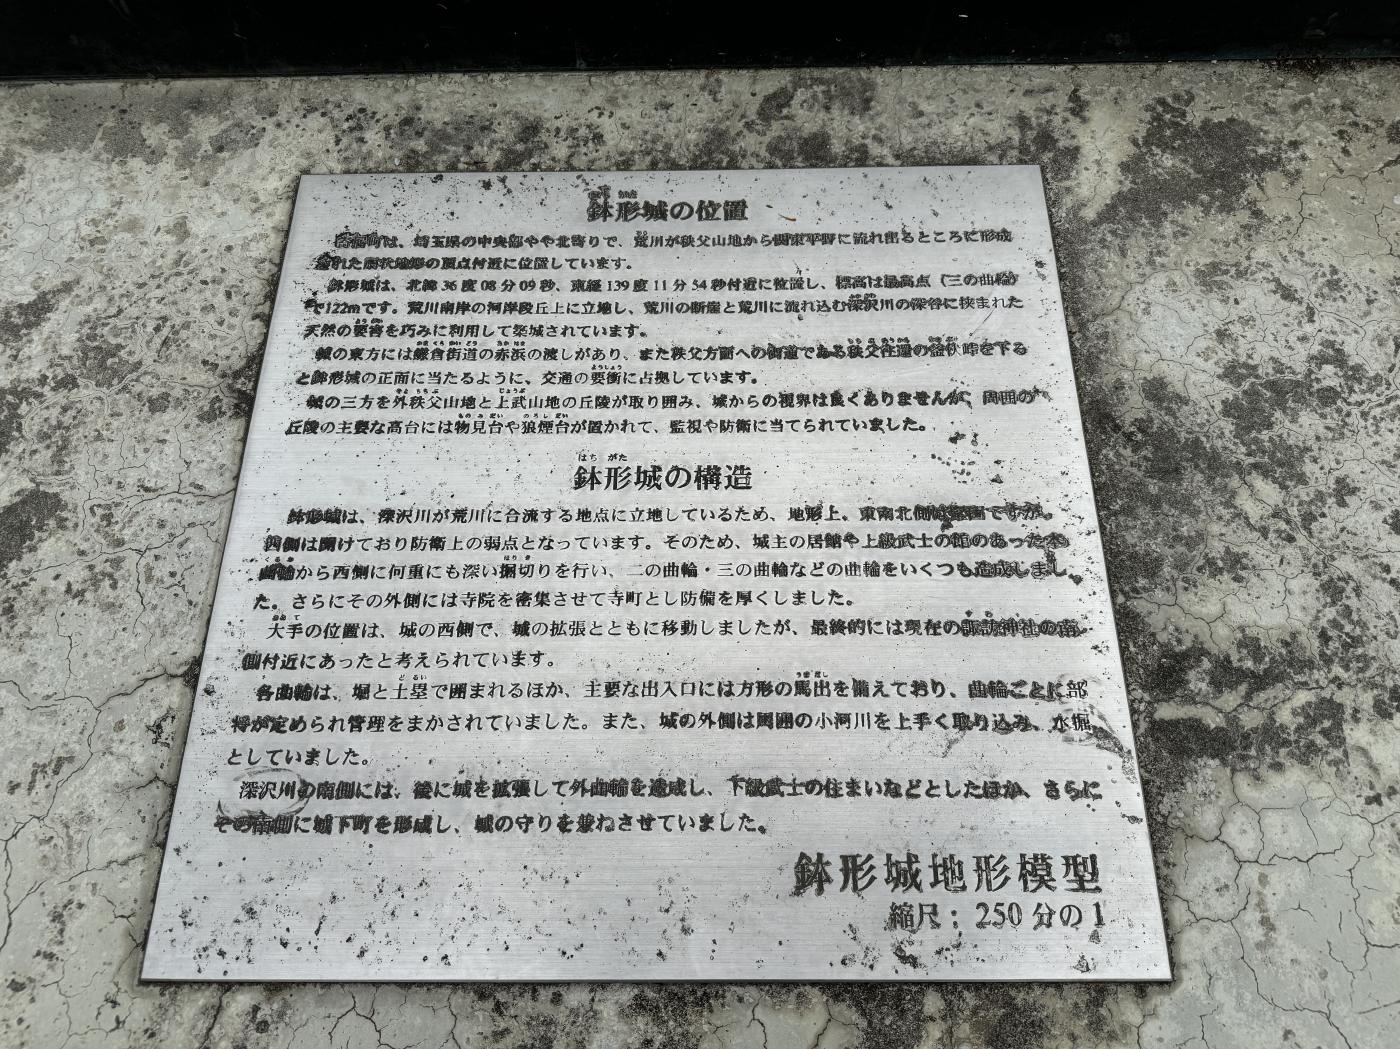 鉢形城の位置
寄居町は、埼玉県の中央部やや北寄りで、荒川が秩父山地から関東平野に流れ出るところに形成
された扇状地形の頂点付近に位置しています。
鉢形城は、北緯 36 度 08 分 09 秒、東経 139 度 11 分 54 秒付近に位置し、標高は最高点（三の曲輪）
で122mです。荒川南岸の河岸段丘上に立地し、荒川の断崖と荒川に流れ込む深沢川の深谷に挟まれた
天然の要害を巧みに利用して築城されています。
城の東方には鎌倉街道の赤浜の渡しがあり、また秩父方面への街道である秩父往還の釜伏峠を下る
と鉢形城の正面に当たるように、交通の要衝に占拠しています。
城の三方を外秩父山地と上武山地の丘陵が取り囲み、城からの視界は良くありませんが、周囲の
丘陵の主要な高台には物見台や狼煙台が置かれて、監視や防衛に当てられていました。
鉢形城の構造
鉢形城は、深沢川が荒川に合流する地点に立地しているため、地形上、東南北側は堅固ですが、
西側は開けており防衛上の弱点となっています。そのため、城主の居館や上級武士の館のあった本
曲輪から西側に何重にも深い堀切りを行い、二の曲輪・三の曲輪などの曲輪をいくつも造成しまし
た。さらにその外側には寺院を密集させて寺町とし防備を厚くしました。
大手の位置は、城の西側で、城の拡張とともに移動しましたが、最終的には現在の諏訪神社の南
側付近にあったと考えられています。
各曲輪は、堀と土塁で囲まれるほか、主要な出入口には方形の馬出を備えており、曲輪ごとに部
将が定められ管理をまかされていました。また、城の外側は周囲の小河川を上手く取り込み、水堀
としていました。
深沢川の南側には、後に城を拡張して外曲輪を造成し、下級武士の住まいなどとしたほか、さらに
その南側に城下町を形成し、城の守りを兼ねさせていました。
鉢形城地形模型
縮尺： 250 分の 1